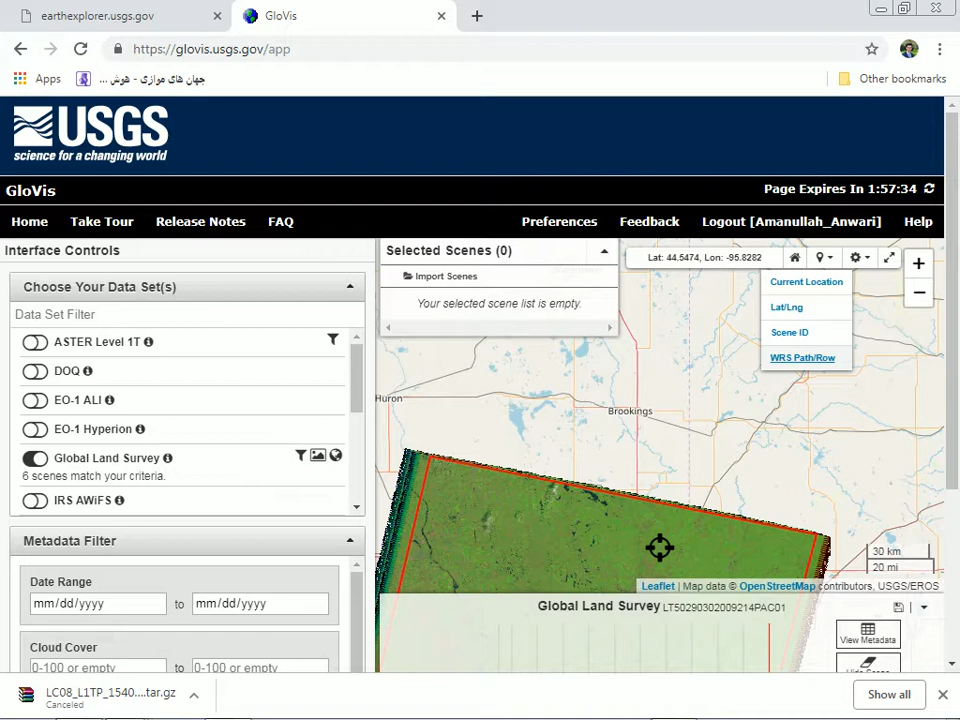 earthexplorer.usgs.gov
GloVis
https://glovis.usgs.gov/app
Apps
جهان های موازی - هوش ...
Other bookmarks
USGS
science for a changing world
GloVis
Page Expires In 1:57:34
Home
Take Tour
Release Notes
FAQ
Preferences
Feedback
Logout [Amanullah_Anwari]
Help
Interface Controls
Choose Your Data Set(s)
Data Set Filter
ASTER Level 1T
DOQ
EO-1 ALI
EO-1 Hyperion
Global Land Survey
6 scenes match your criteria.
IRS AWiFS
Metadata Filter
Date Range
mm/dd/yyyy to mm/dd/yyyy
Cloud Cover
0-100 or empty 0-100 or empty
Selected Scenes (0)
Import Scenes
Your selected scene list is empty.
Lat: 44.5474, Lon: -95.8282
Current Location
Lat/Lng
Scene ID
WRS Path/Row
+
−
Huron
Brookings
30 km
20 mi
Leaflet | Map data © OpenStreetMap contributors, USGS/EROS
Global Land Survey LT50290302009214PAC01
View Metadata
Hide Scene
LC08_L1TP_1540....tar.gz
Canceled
Show all